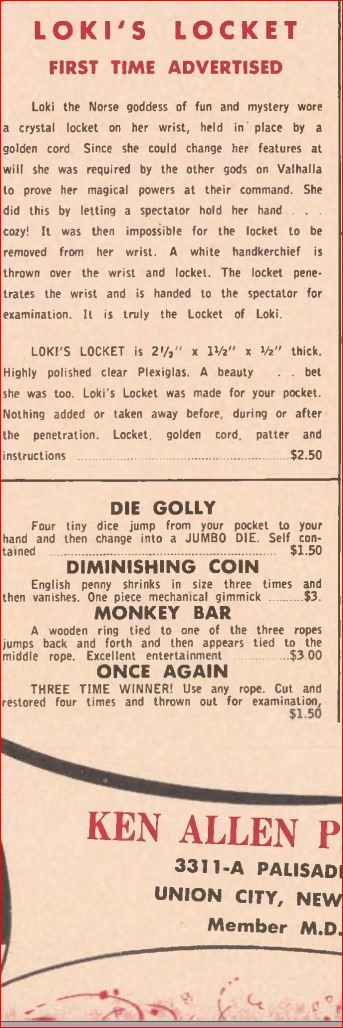 LOKI'S LOCKET
FIRST TIME ADVERTISED
Loki the Norse goddess of fun and mystery wore
a crystal locket on her wrist, held in place by a
golden cord. Since she could change her features at
will she was required by the other gods on Valhalla
to prove her magical powers at their command. She
did this by letting a spectator hold her hand . . .
cozy! It was then impossible for the locket to be
removed from her wrist. A white handkerchief is
thrown over the wrist and locket. The locket pene-
trates the wrist and is handed to the spectator for
examination. It is truly the Locket of Loki.
LOKI'S LOCKET is 2½" x 1½" x ½" thick.
Highly polished clear Plexiglas. A beauty . . bet
she was too. Loki's Locket was made for your pocket.
Nothing added or taken away before, during or after
the penetration. Locket, golden cord, patter and
instructions ..............................................$2.50
DIE GOLLY
Four tiny dice jump from your pocket to your
hand and then change into a JUMBO DIE. Self con-
tained ................................................ $1.50
DIMINISHING COIN
English penny shrinks in size three times and
then vanishes. One piece mechanical gimmick .........$3.
MONKEY BAR
A wooden ring tied to one of the three ropes
jumps back and forth and then appears tied to the
middle rope. Excellent entertainment ..............$3.00
ONCE AGAIN
THREE TIME WINNER! Use any rope. Cut and
restored four times and thrown out for examination,
$1.50
KEN ALLEN P
3311-A PALISAD
UNION CITY, NEW
Member M.D.